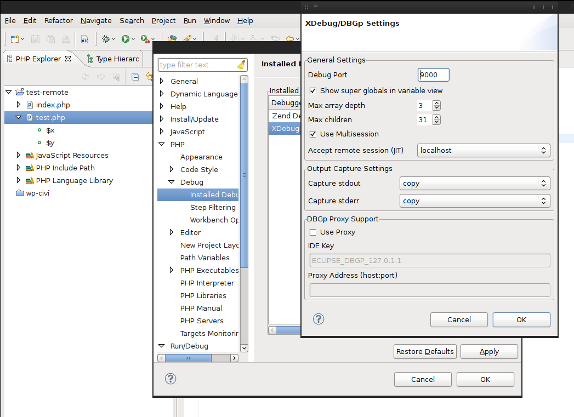 File Edit Refactor Navigate Search Project Run Window Help
PHP Explorer
Type Hierarc
test-remote
index.php
test.php
$x
$y
JavaScript Resources
PHP Include Path
PHP Language Library
wp-civi
type filter text
General
Dynamic Language
Help
Install/Update
JavaScript
PHP
Appearance
Code Style
Debug
Installed Debu
Step Filtering
Workbench Op
Editor
New Project Layo
Path Variables
PHP Executables
PHP Interpreter
PHP Libraries
PHP Manual
PHP Servers
Targets Monitorin
Run/Debug
Installed D
Installed
Debugge
Zend De
XDebug
Restore Defaults
Apply
Cancel
OK
XDebug/DBGp Settings
General Settings
Debug Port 9000
Show super globals in variable view
Max array depth 3
Max children 31
Use Multisession
Accept remote session (JIT) localhost
Output Capture Settings
Capture stdout copy
Capture stderr copy
DBGp Proxy Support
Use Proxy
IDE Key
ECLIPSE_DBGP_127.0.1.1
Proxy Address (host:port)
Cancel
OK